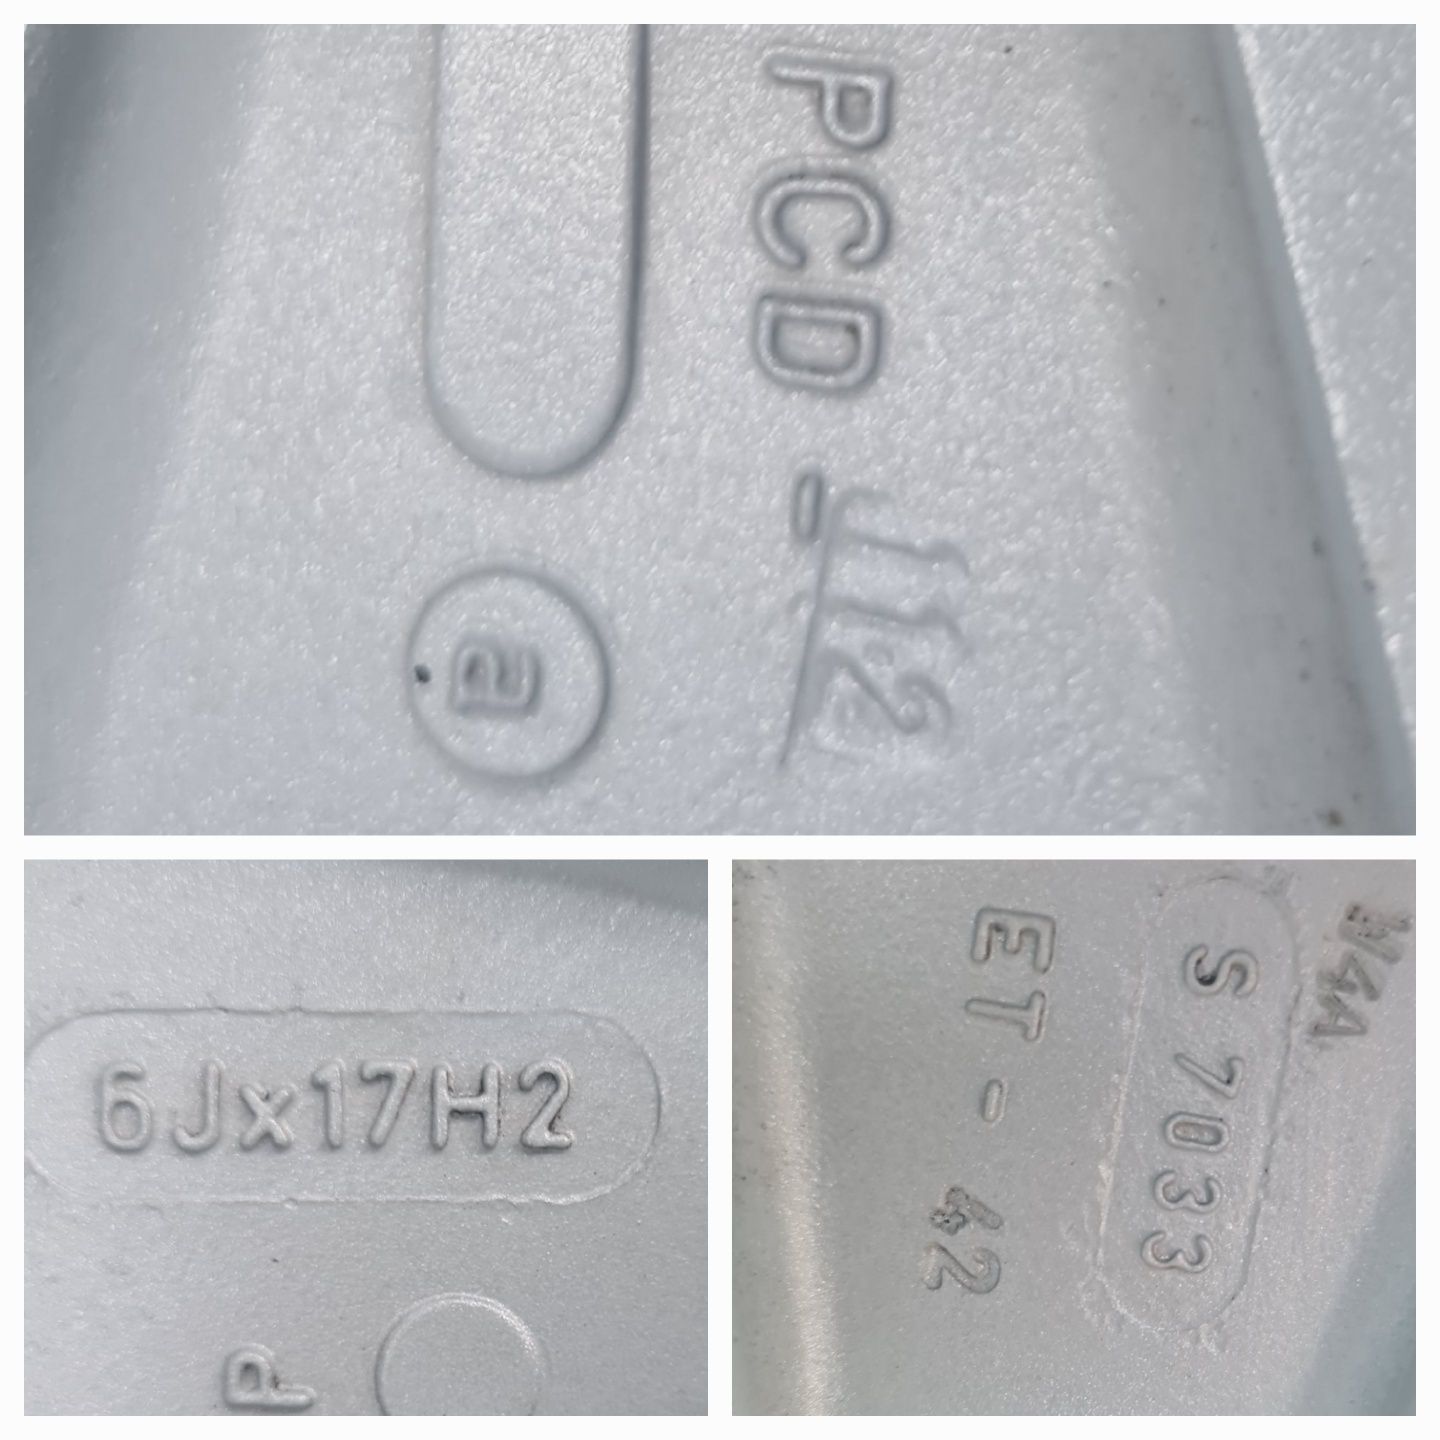 PCD - 112
a
6Jx17H2
P
ET - 42
S 7033